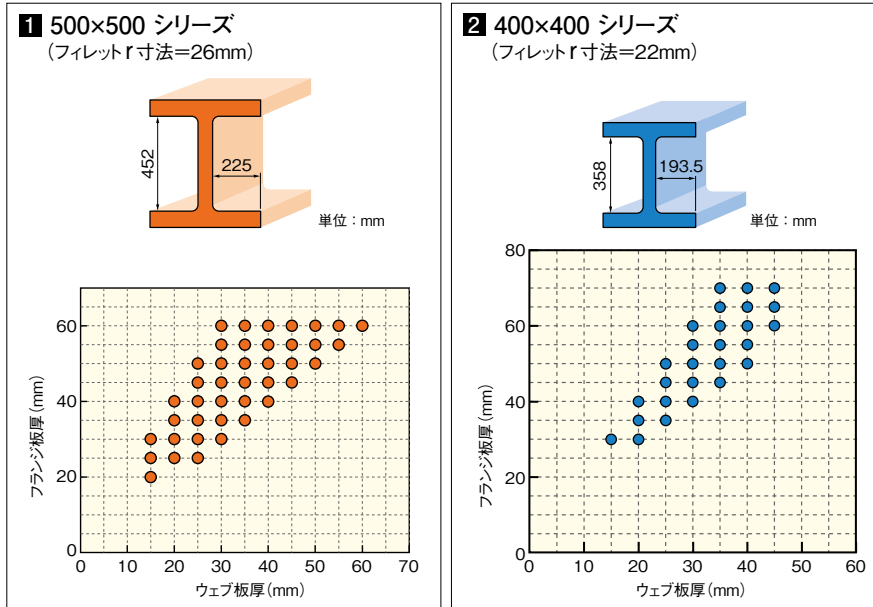 1 500×500 シリーズ
(フィレット r 寸法=26mm)
452
225
単位：mm
フランジ板厚(mm)
60
40
20
0
0 10 20 30 40 50 60 70
ウェブ板厚(mm)
2 400×400 シリーズ
(フィレット r 寸法=22mm)
358
193.5
単位：mm
フランジ板厚(mm)
80
60
40
20
0
0 10 20 30 40 50 60
ウェブ板厚(mm)